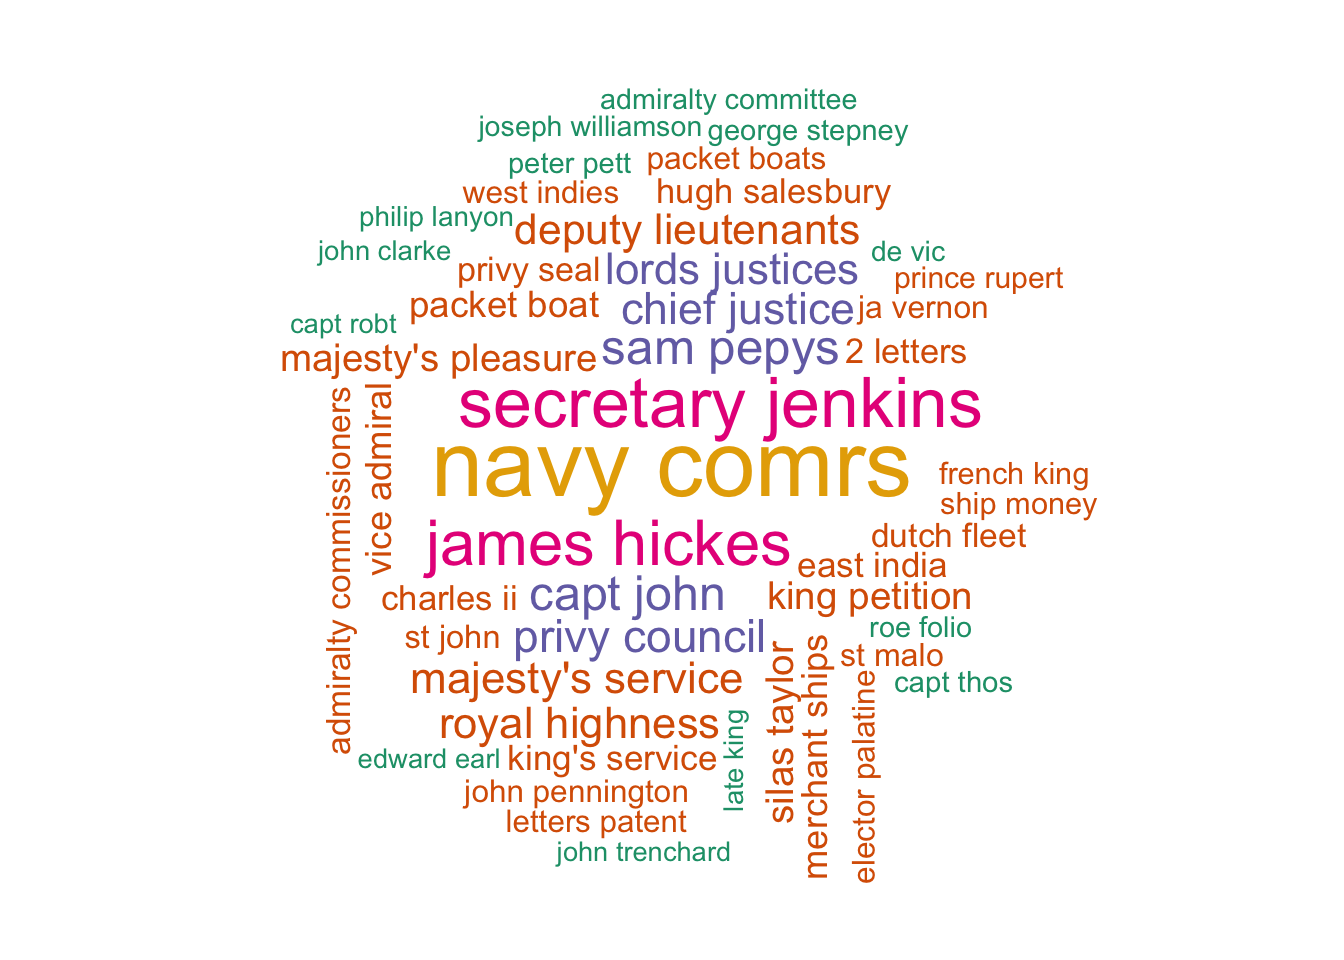 admiralty committee
joseph williamson
george stepney
peter pett
packet boats
west indies
hugh salesbury
philip lanyon
deputy lieutenants
john clarke
de vic
privy seal
lords justices
prince rupert
packet boat
chief justice
ja vernon
capt robt
majesty's pleasure
sam pepys
2 letters
admiralty commissioners
vice admiral
secretary jenkins
navy comrs
french king
ship money
james hickes
dutch fleet
east india
charles ii
capt john
king petition
st john
privy council
roe folio
st malo
majesty's service
silas taylor
merchant ships
elector palatine
capt thos
royal highness
late king
edward earl
king's service
john pennington
letters patent
john trenchard